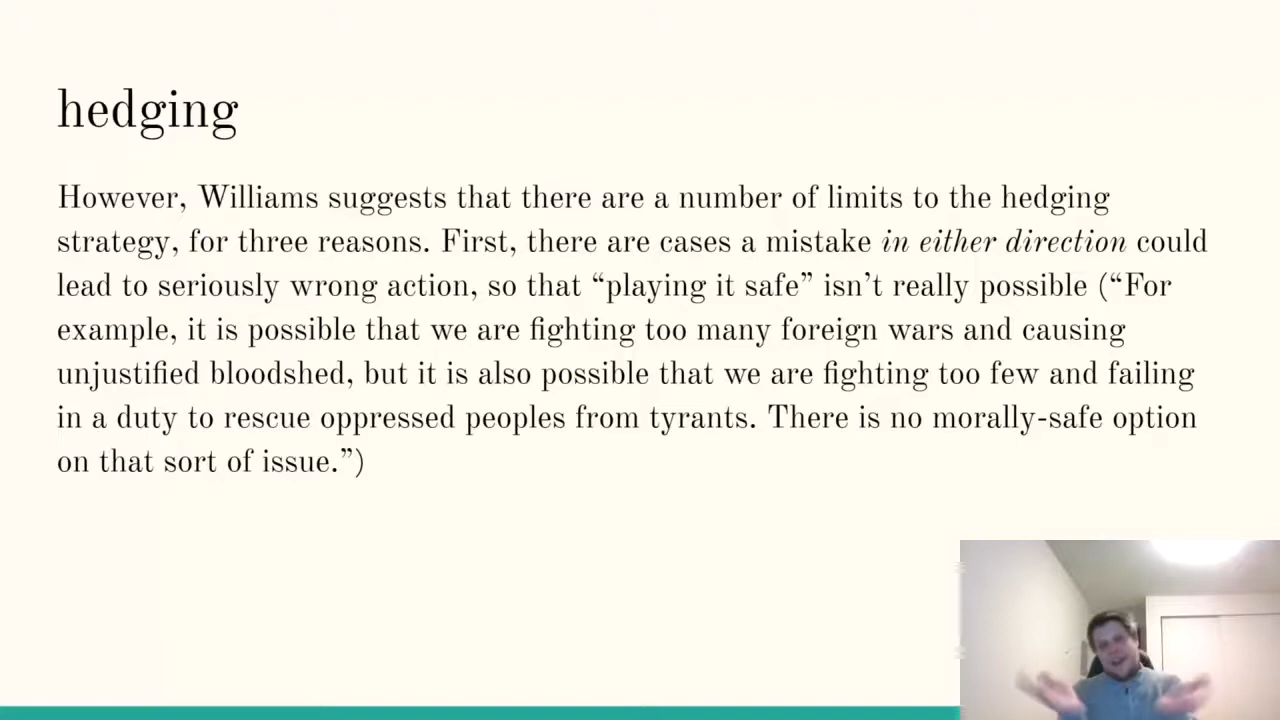 hedging
However, Williams suggests that there are a number of limits to the hedging
strategy, for three reasons. First, there are cases a mistake in either direction could
lead to seriously wrong action, so that “playing it safe” isn’t really possible (“For
example, it is possible that we are fighting too many foreign wars and causing
unjustified bloodshed, but it is also possible that we are fighting too few and failing
in a duty to rescue oppressed peoples from tyrants. There is no morally-safe option
on that sort of issue.”)